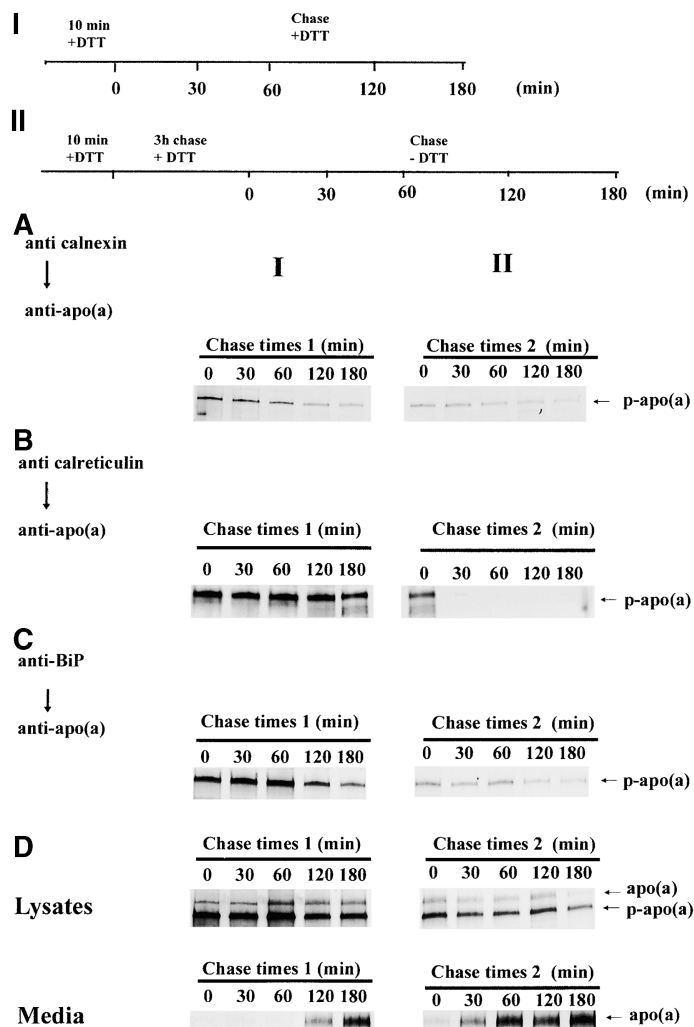 I
10 min
+DTT
Chase
+DTT
0 30 60 120 180 (min)
II
10 min
+DTT
3h chase
+ DTT
Chase
- DTT
0 30 60 120 180 (min)
A
anti calnexin
anti-apo(a)
I II
Chase times 1 (min) Chase times 2 (min)
0 30 60 120 180 0 30 60 120 180
p-apo(a)
B
anti calreticulin
anti-apo(a)
Chase times 1 (min) Chase times 2 (min)
0 30 60 120 180 0 30 60 120 180
p-apo(a)
C
anti-BiP
anti-apo(a)
Chase times 1 (min) Chase times 2 (min)
0 30 60 120 180 0 30 60 120 180
p-apo(a)
D
Chase times 1 (min) Chase times 2 (min)
0 30 60 120 180 0 30 60 120 180
Lysates
apo(a)
p-apo(a)
Chase times 1 (min) Chase times 2 (min)
0 30 60 120 180 0 30 60 120 180
Media
apo(a)